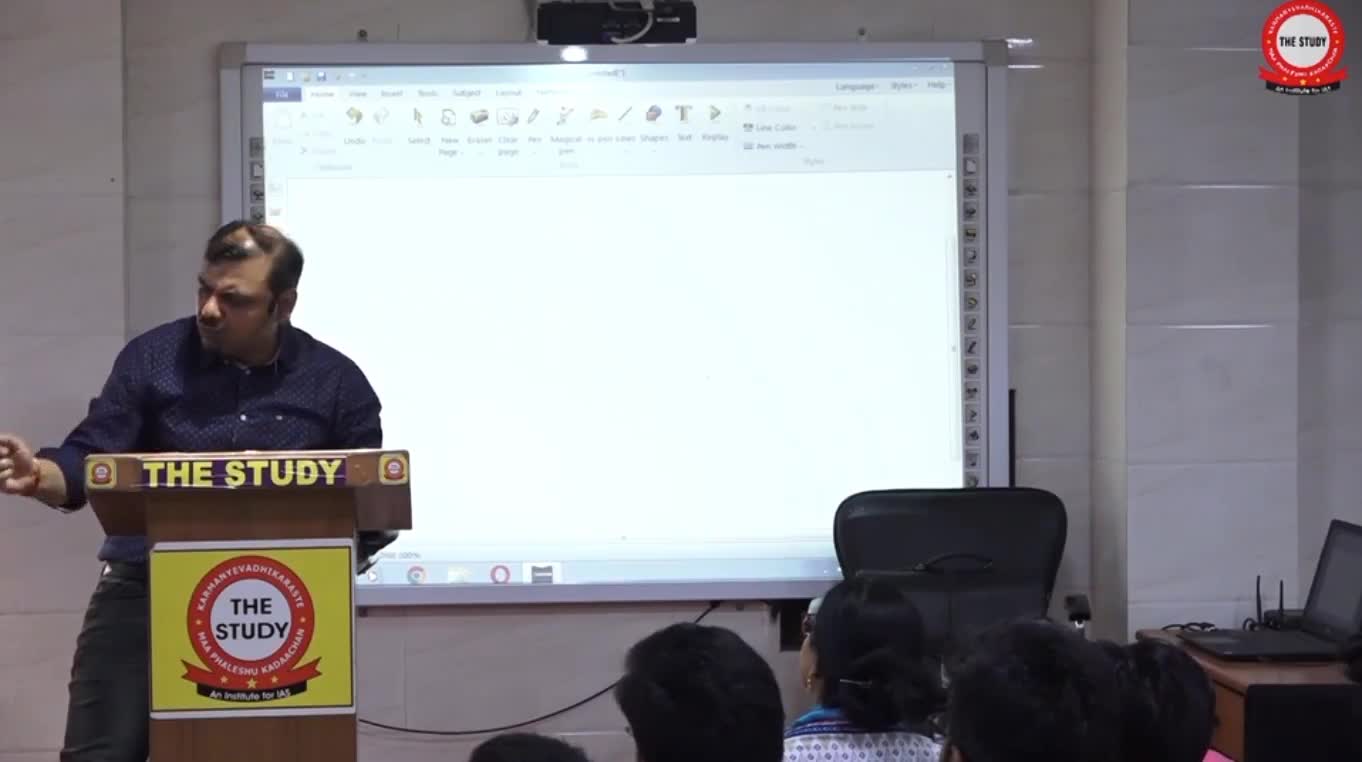 KARMANYEVADHIKARASTE
THE STUDY
MAA PHALESHU KADAACHAN
An Institute for IAS
File Home View Insert Tools Subject Layout
Language Styles Help
Undo
Select
New Page
Eraser
Clear page
Pen
Magical pen
Lines
Shapes
Text
Replay
Line Color
Pen Width
Styles
THE STUDY
KARMANYEVADHIKARASTE
THE
STUDY
MAA PHALESHU KADAACHAN
An Institute for IAS